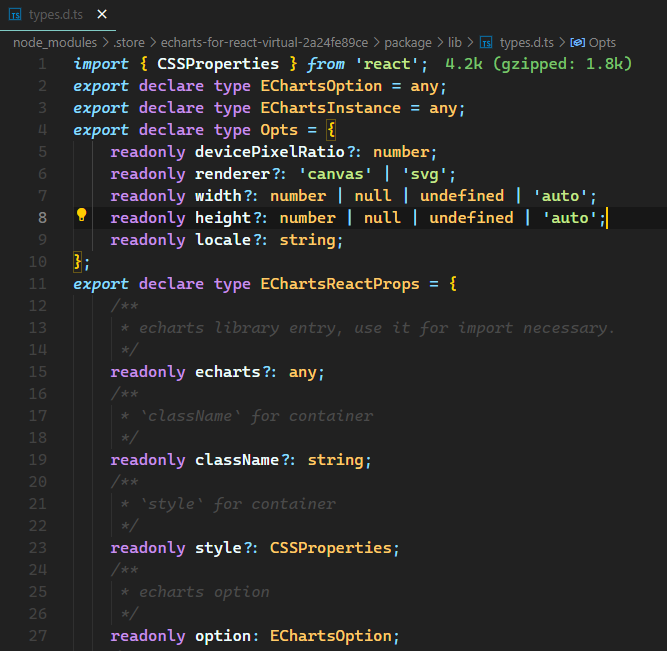 TS types.d.ts ×
node_modules > .store > echarts-for-react-virtual-2a24fe89ce > package > lib > TS types.d.ts > Opts
1 import { CSSProperties } from 'react'; 4.2k (gzipped: 1.8k)
2 export declare type EChartsOption = any;
3 export declare type EChartsInstance = any;
4 export declare type Opts = {
5 readonly devicePixelRatio?: number;
6 readonly renderer?: 'canvas' | 'svg';
7 readonly width?: number | null | undefined | 'auto';
8 readonly height?: number | null | undefined | 'auto';
9 readonly locale?: string;
10 };
11 export declare type EChartsReactProps = {
12 /**
13 * echarts library entry, use it for import necessary.
14 */
15 readonly echarts?: any;
16 /**
17 * `className` for container
18 */
19 readonly className?: string;
20 /**
21 * `style` for container
22 */
23 readonly style?: CSSProperties;
24 /**
25 * echarts option
26 */
27 readonly option: EChartsOption;